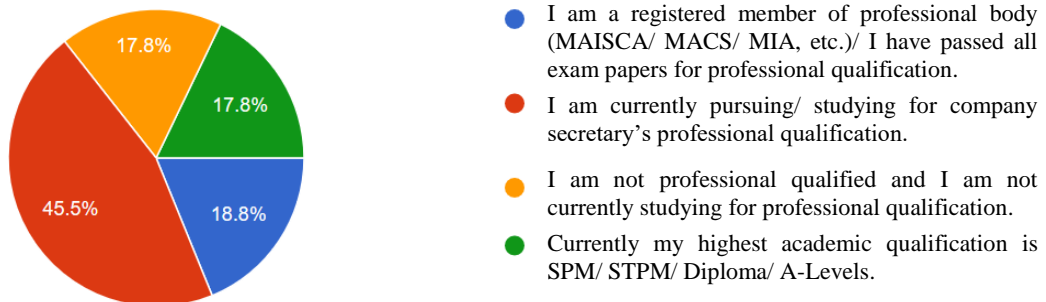 17.8%
17.8%
45.5%
18.8%
I am a registered member of professional body
(MAISCA/ MACS/ MIA, etc.)/ I have passed all
exam papers for professional qualification.
I am currently pursuing/ studying for company
secretary’s professional qualification.
I am not professional qualified and I am not
currently studying for professional qualification.
Currently my highest academic qualification is
SPM/ STPM/ Diploma/ A-Levels.